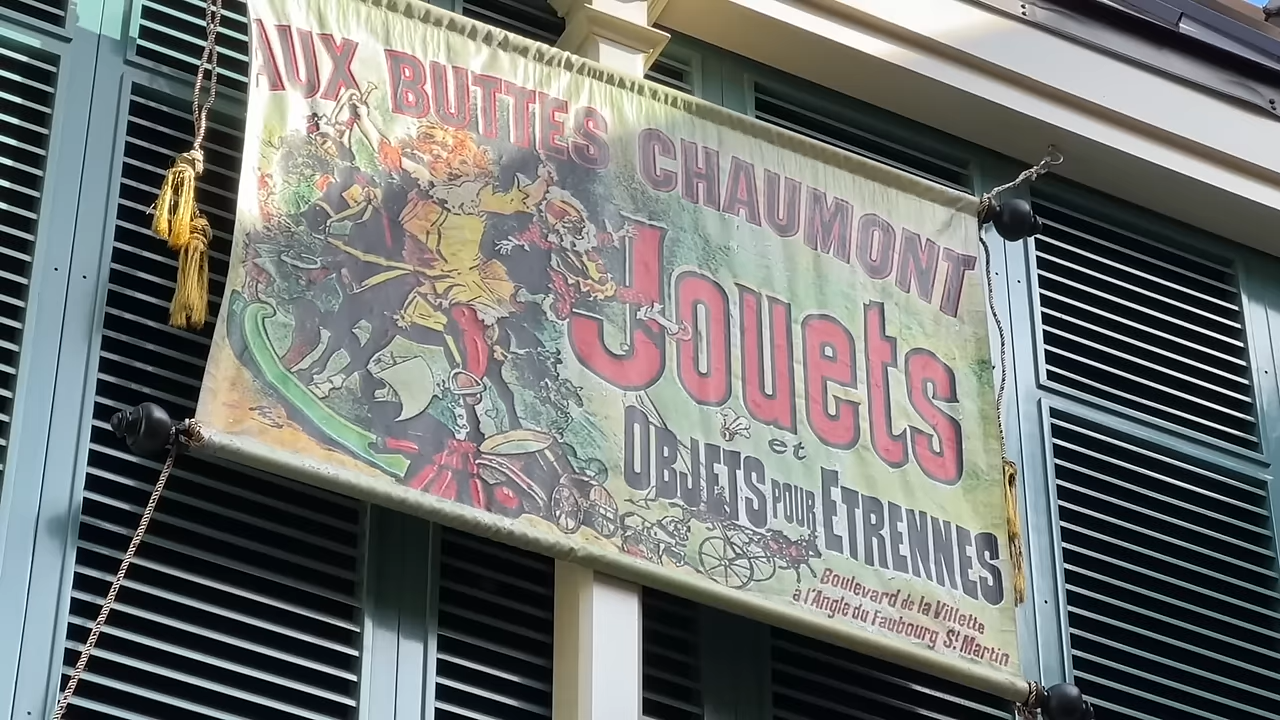 AUX BUTTES CHAUMONT
Jouets
et
OBJETS POUR ETRENNES
Boulevard de la Villette
à l'Angle du Faubourg St Martin